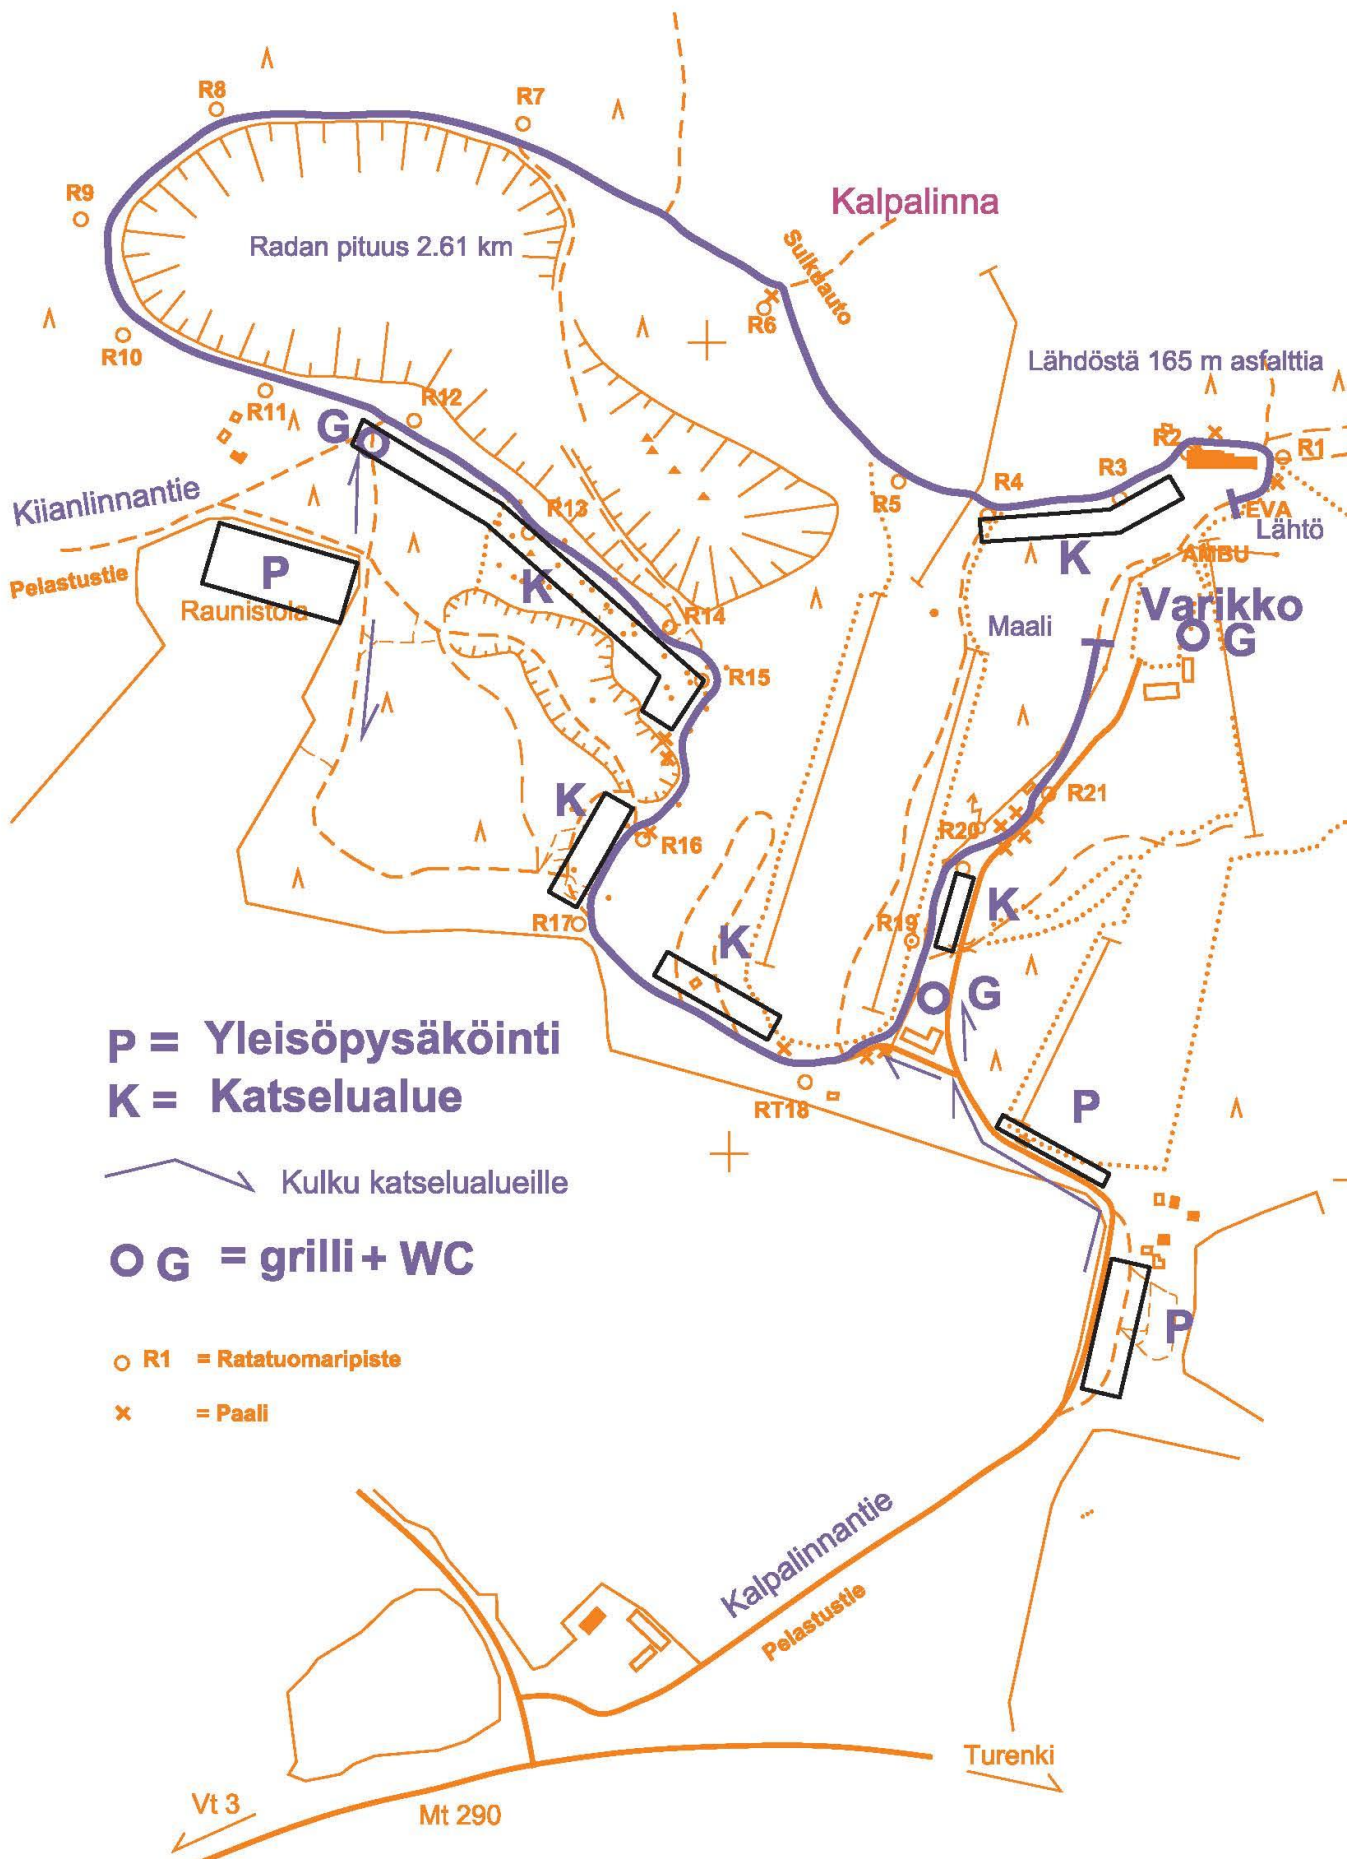 R8
R7
R9
Kalpalinna
Radan pituus 2.61 km
Sulkuauto
R6
R10
Lähdöstä 165 m asfalttia
R11
R12
G
R2
R1
R3
R4
R5
EVA
Lähtö
Kiianlinnantie
R13
K
AMBU
P
Pelastustie
K
Varikko
Raunistola
R14
Maali
G
R15
K
R21
R20
R16
K
R17
R19
K
G
P = Yleisöpysäköinti
K = Katselualue
RT18
P
Kulku katselualueille
O G = grilli + WC
P
R1 = Ratatuomaripiste
x = Paali
Kalpalinnantie
Pelastustie
Turenki
Vt 3
Mt 290